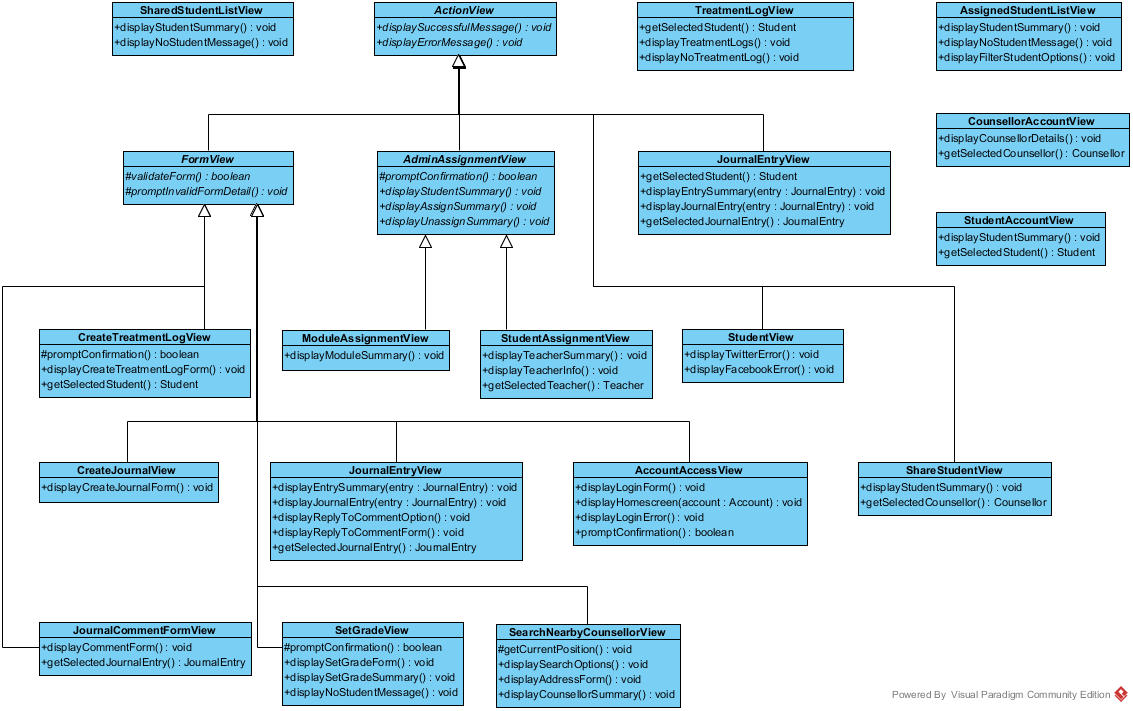 SharedStudentListView
+displayStudentSummary() : void
+displayNoStudentMessage() : void
ActionView
+displaySuccessfulMessage() : void
+displayErrorMessage() : void
TreatmentLogView
+getSelectedStudent() : Student
+displayTreatmentLogs() : void
+displayNoTreatmentLog() : void
AssignedStudentListView
+displayStudentSummary() : void
+displayNoStudentMessage() : void
+displayFilterStudentOptions() : void
CounsellorAccountView
+displayCounsellorDetails() : void
+getSelectedCounsellor() : Counsellor
FormView
#validateForm() : boolean
#promptInvalidFormDetail() : void
AdminAssignmentView
#promptConfirmation() : boolean
+displayStudentSummary() : void
+displayAssignSummary() : void
+displayUnassignSummary() : void
JournalEntryView
+getSelectedStudent() : Student
+displayEntrySummary(entry : JournalEntry) : void
+displayJournalEntry(entry : JournalEntry) : void
+getSelectedJournalEntry() : JournalEntry
StudentAccountView
+displayStudentSummary() : void
+getSelectedStudent() : Student
CreateTreatmentLogView
#promptConfirmation() : boolean
+displayCreateTreatmentLogForm() : void
+getSelectedStudent() : Student
ModuleAssignmentView
+displayModuleSummary() : void
StudentAssignmentView
+displayTeacherSummary() : void
+displayTeacherInfo() : void
+getSelectedTeacher() : Teacher
StudentView
+displayTwitterError() : void
+displayFacebookError() : void
CreateJournalView
+displayCreateJournalForm() : void
JournalEntryView
+displayEntrySummary(entry : JournalEntry) : void
+displayJournalEntry(entry : JournalEntry) : void
+displayReplyToCommentOption() : void
+displayReplyToCommentForm() : void
+getSelectedJournalEntry() : JournalEntry
AccountAccessView
+displayLoginForm() : void
+displayHomescreen(account : Account) : void
+displayLoginError() : void
+promptConfirmation() : boolean
ShareStudentView
+displayStudentSummary() : void
+getSelectedCounsellor() : Counsellor
JournalCommentFormView
+displayCommentForm() : void
+getSelectedJournalEntry() : JournalEntry
SetGradeView
#promptConfirmation() : boolean
+displaySetGradeForm() : void
+displaySetGradeSummary() : void
+displayNoStudentMessage() : void
SearchNearbyCounsellorView
#getCurrentPosition() : void
+displaySearchOptions() : void
+displayAddressForm() : void
+displayCounsellorSummary() : void
Powered By Visual Paradigm Community Edition